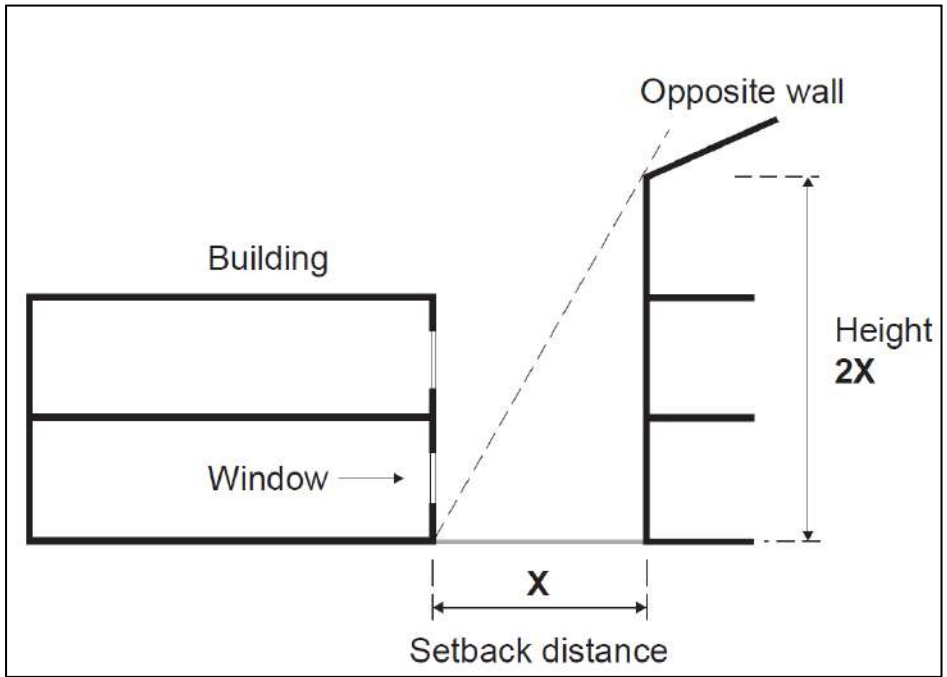 Opposite wall
Building
Height
2X
Window
X
Setback distance